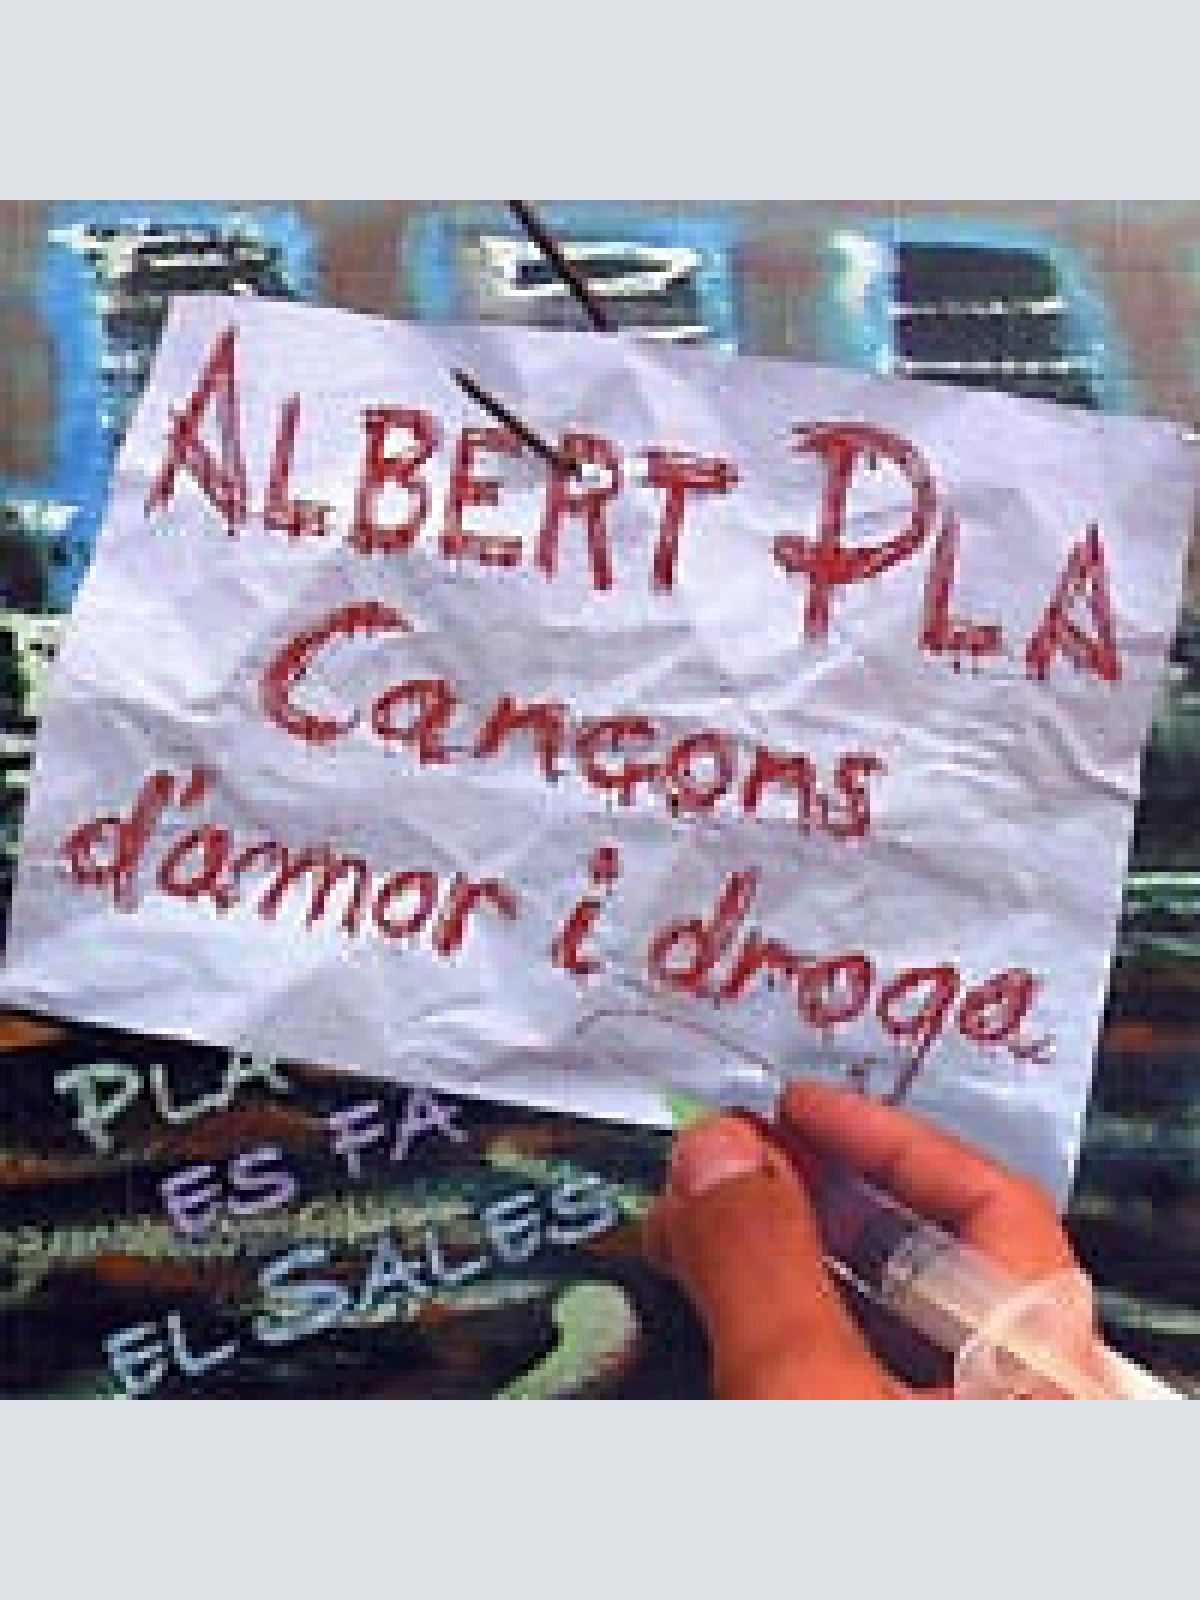 ALBERT PLA
Cançons
d'amor i droga
PLA
ES FA
EL SALES